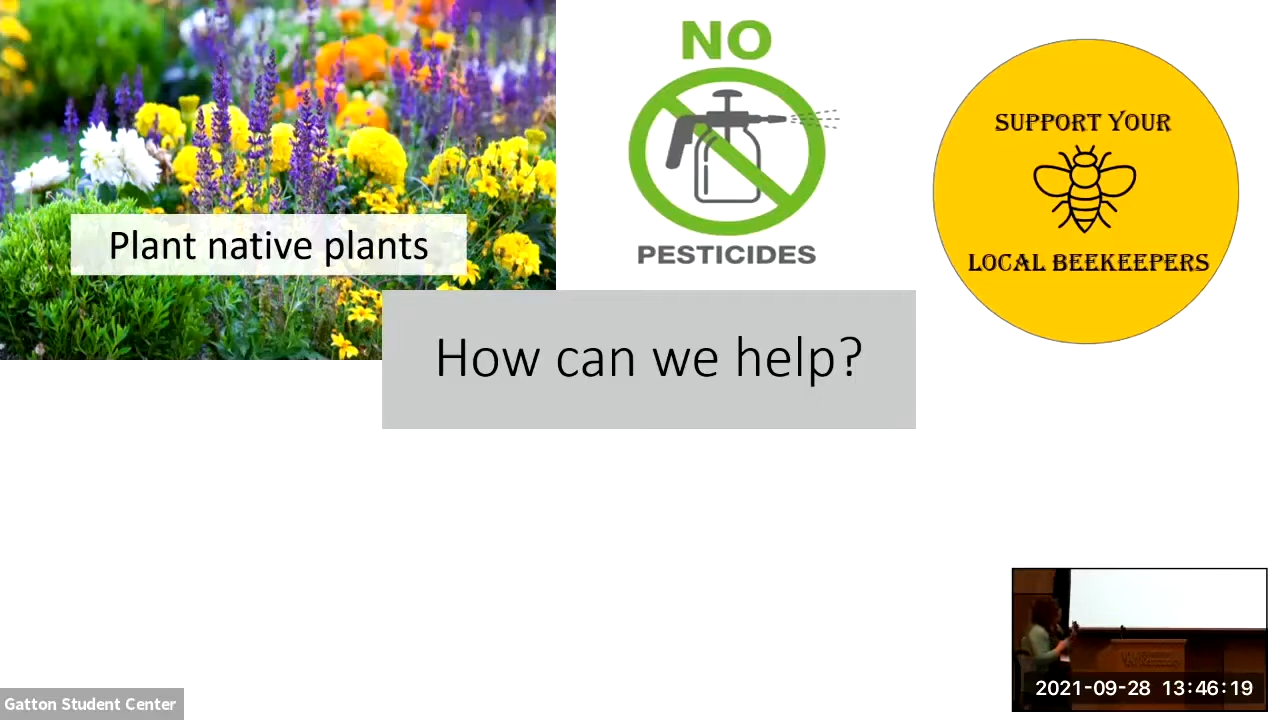 NO
PESTICIDES
SUPPORT YOUR
LOCAL BEEKEEPERS
Plant native plants
How can we help?
2021-09-28 13:46:19
Gatton Student Center